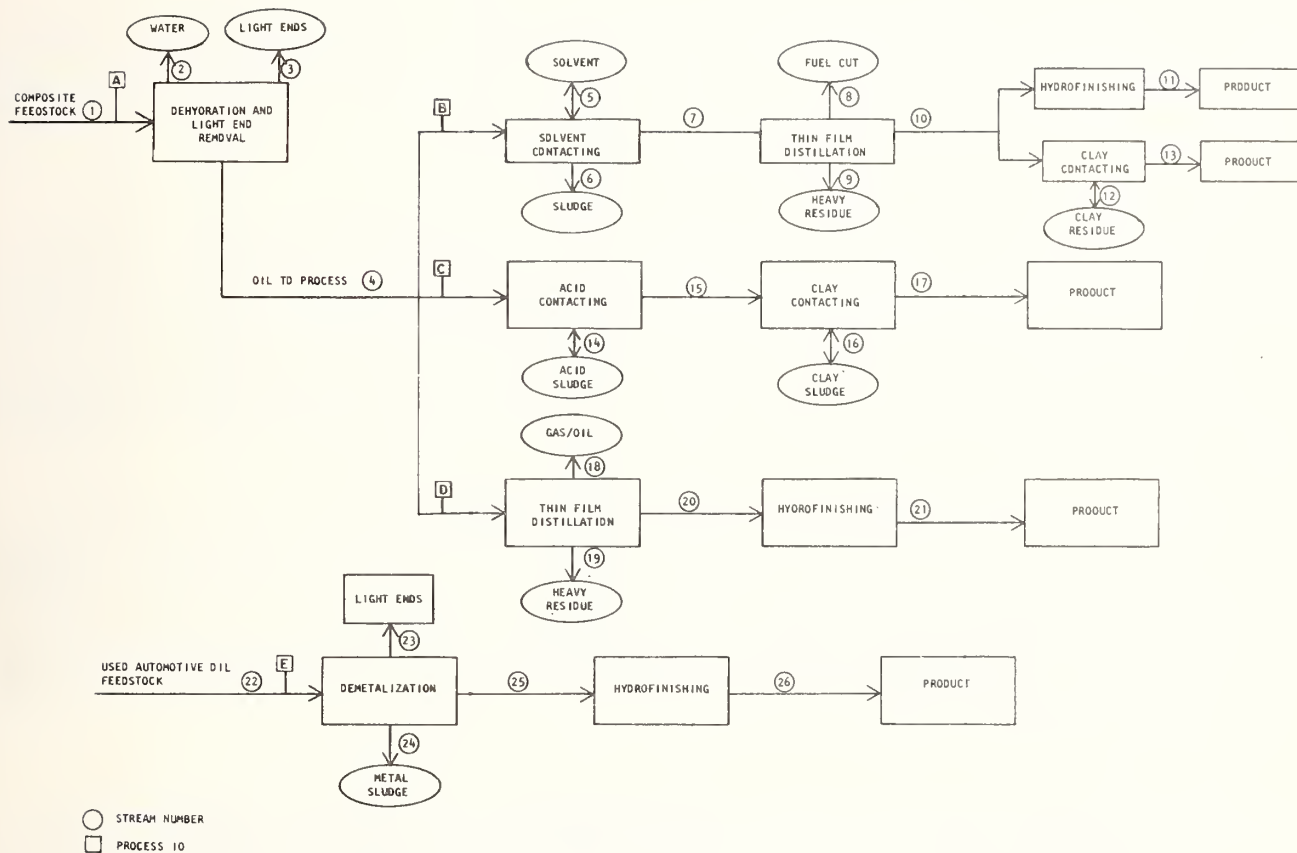 WATER
LIGHT ENDS
2
3
A
COMPOSITE
FEEDSTOCK 1
DEHYDRATION AND
LIGHT END
REMOVAL
SOLVENT
5
B
SOLVENT
CONTACTING
6
SLUDGE
7
FUEL CUT
8
THIN FILM
DISTILLATION
9
HEAVY
RESIDUE
10
HYDROFINISHING
11
PRODUCT
CLAY
CONTACTING
13
PRODUCT
12
CLAY
RESIDUE
OIL TO PROCESS 4
C
ACID
CONTACTING
14
ACID
SLUDGE
15
CLAY
CONTACTING
16
CLAY
SLUDGE
17
PRODUCT
GAS/OIL
18
D
THIN FILM
DISTILLATION
19
HEAVY
RESIDUE
20
HYDROFINISHING
21
PRODUCT
LIGHT ENDS
23
USED AUTOMOTIVE OIL
FEEDSTOCK 22
E
DEMETALIZATION
24
METAL
SLUDGE
25
HYDROFINISHING
26
PRODUCT
STREAM NUMBER
PROCESS ID